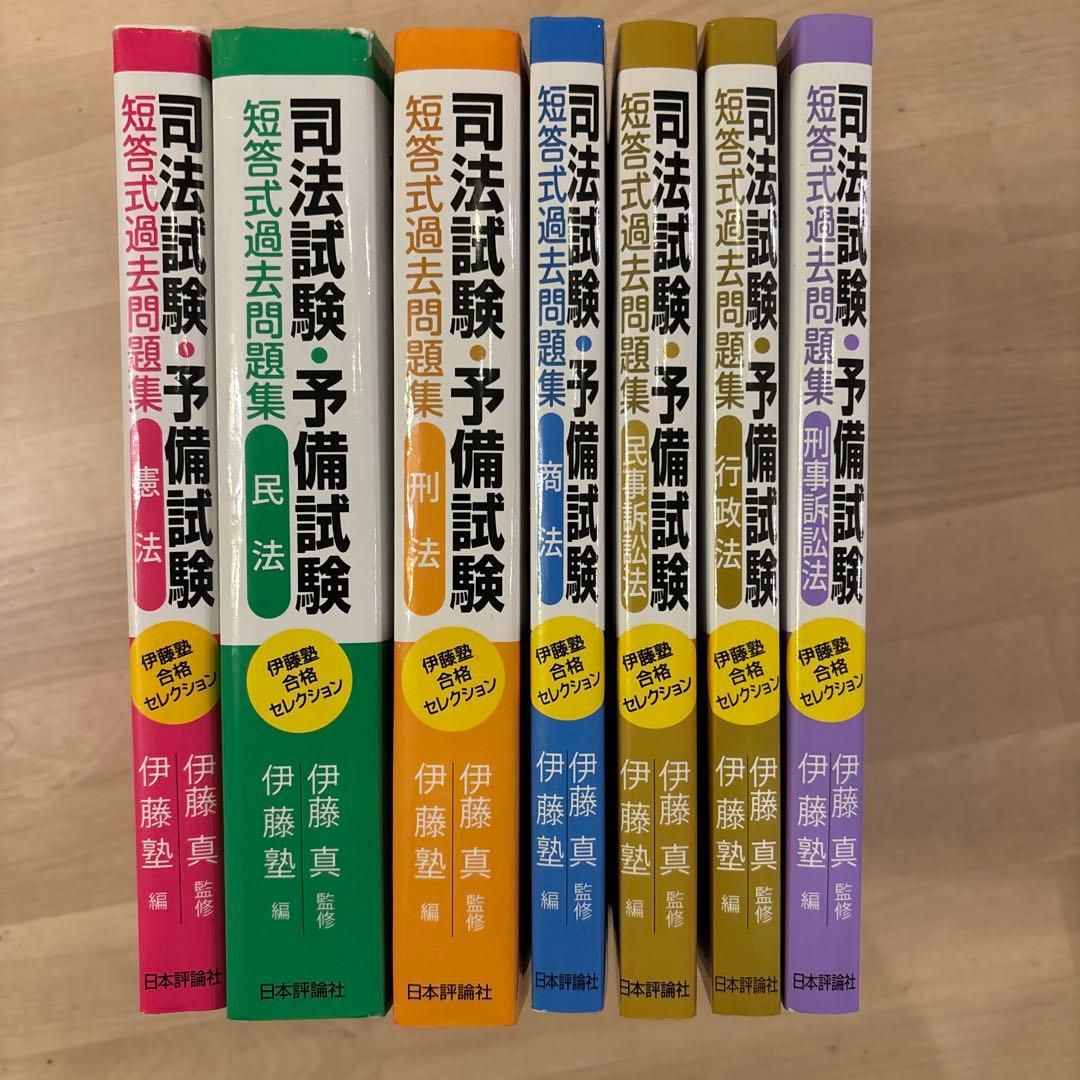 司法試験・予備試験
短答式過去問題集
憲法
伊藤塾
合格
セレクション
伊藤 真 監修
伊藤塾 編
日本評論社
司法試験・予備試験
短答式過去問題集
民法
伊藤塾
合格
セレクション
伊藤 真 監修
伊藤塾 編
日本評論社
司法試験・予備試験
短答式過去問題集
刑法
伊藤塾
合格
セレクション
伊藤 真 監修
伊藤塾 編
日本評論社
司法試験・予備試験
短答式過去問題集
商法
伊藤塾
合格
セレクション
伊藤 真 監修
伊藤塾 編
日本評論社
司法試験・予備試験
短答式過去問題集
民事訴訟法
伊藤塾
合格
セレクション
伊藤 真 監修
伊藤塾 編
日本評論社
司法試験・予備試験
短答式過去問題集
行政法
伊藤塾
合格
セレクション
伊藤 真 監修
伊藤塾 編
日本評論社
司法試験・予備試験
短答式過去問題集
刑事訴訟法
伊藤塾
合格
セレクション
伊藤 真 監修
伊藤塾 編
日本評論社